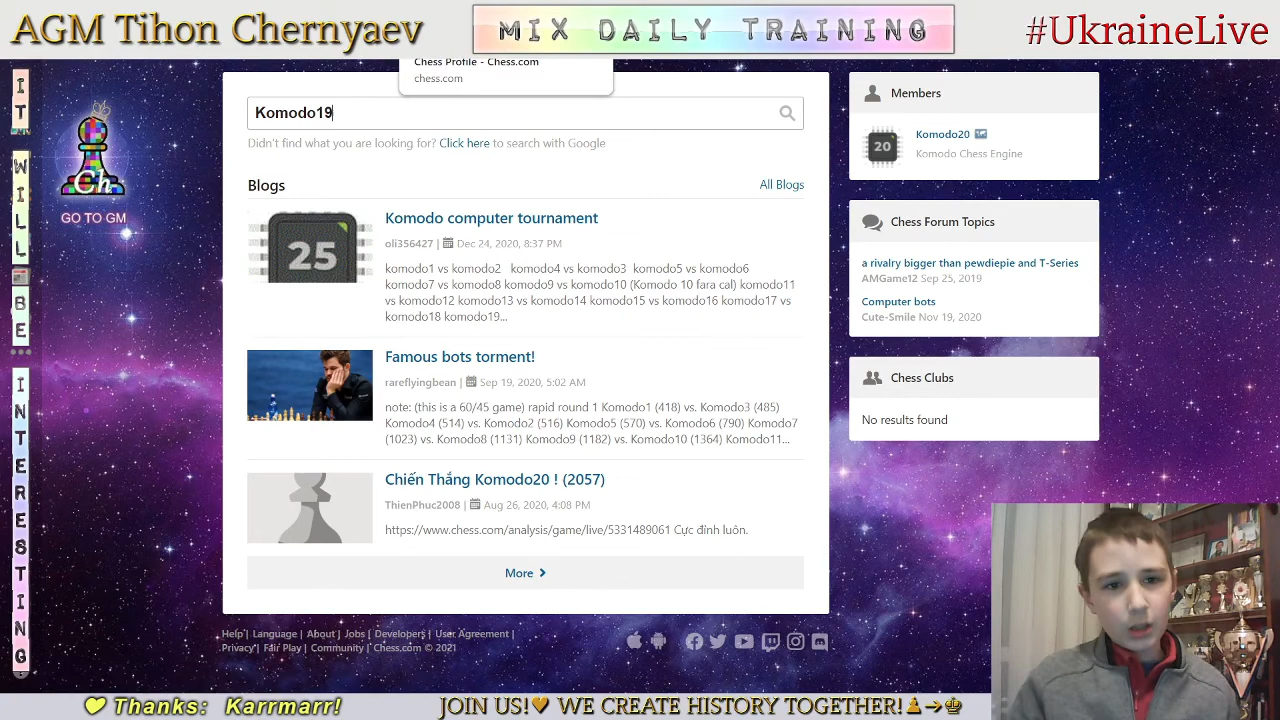 AGM Tihon Chernyaev
MIX DAILY TRAINING
#UkraineLive
IT
WILL
BE
INTERESTING
Ch
GO TO GM
Chess Profile - Chess.com
chess.com
Komodo19
Didn't find what you are looking for? Click here to search with Google
Blogs
All Blogs
25
Komodo computer tournament
oli356427 | Dec 24, 2020, 8:37 PM
komodo1 vs komodo2 komodo4 vs komodo3 komodo5 vs komodo6
komodo7 vs komodo8 komodo9 vs komodo10 (Komodo 10 fara cal) komodo11
vs komodo12 komodo13 vs komodo14 komodo15 vs komodo16 komodo17 vs
komodo18 komodo19...
Famous bots torment!
rareflyingbean | Sep 19, 2020, 5:02 AM
note: (this is a 60/45 game) rapid round 1 Komodo1 (418) vs. Komodo3 (485)
Komodo4 (514) vs. Komodo2 (516) Komodo5 (570) vs. Komodo6 (790) Komodo7
(1023) vs. Komodo8 (1131) Komodo9 (1182) vs. Komodo10 (1364) Komodo11...
Chiến Thắng Komodo20 ! (2057)
ThienPhuc2008 | Aug 26, 2020, 4:08 PM
https://www.chess.com/analysis/game/live/5331489061 Cực đỉnh luôn.
More
Members
20
Komodo20
Komodo Chess Engine
Chess Forum Topics
a rivalry bigger than pewdiepie and T-Series
AMGame12 Sep 25, 2019
Computer bots
Cute-Smile Nov 19, 2020
Chess Clubs
No results found
Help | Language | About | Jobs | Developers | User Agreement |
Privacy | Fair Play | Community | Chess.com © 2021
Thanks: Karrmarr!
JOIN US! WE CREATE HISTORY TOGETHER!